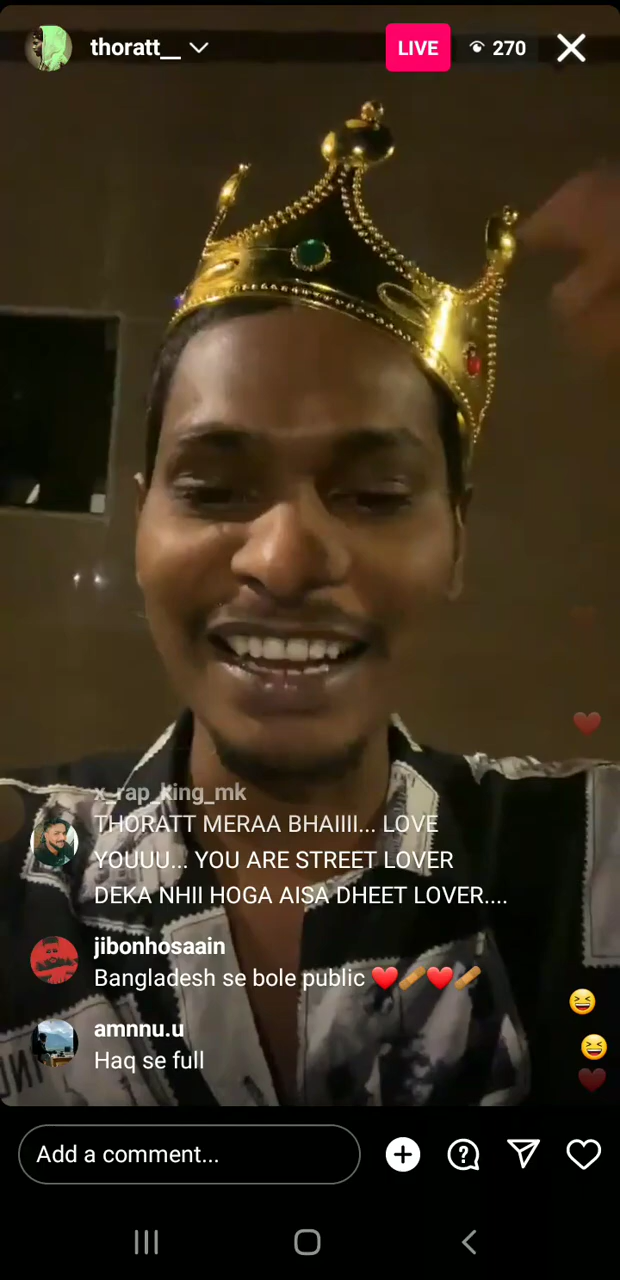 thoratt__
LIVE
270
x_rap_king_mk
THORATT MERAA BHAIIII... LOVE
YOUUU... YOU ARE STREET LOVER
DEKA NHII HOGA AISA DHEET LOVER....
jibonhosaain
Bangladesh se bole public ❤️🩹❤️🩹
amnnu.u
Haq se full
Add a comment...